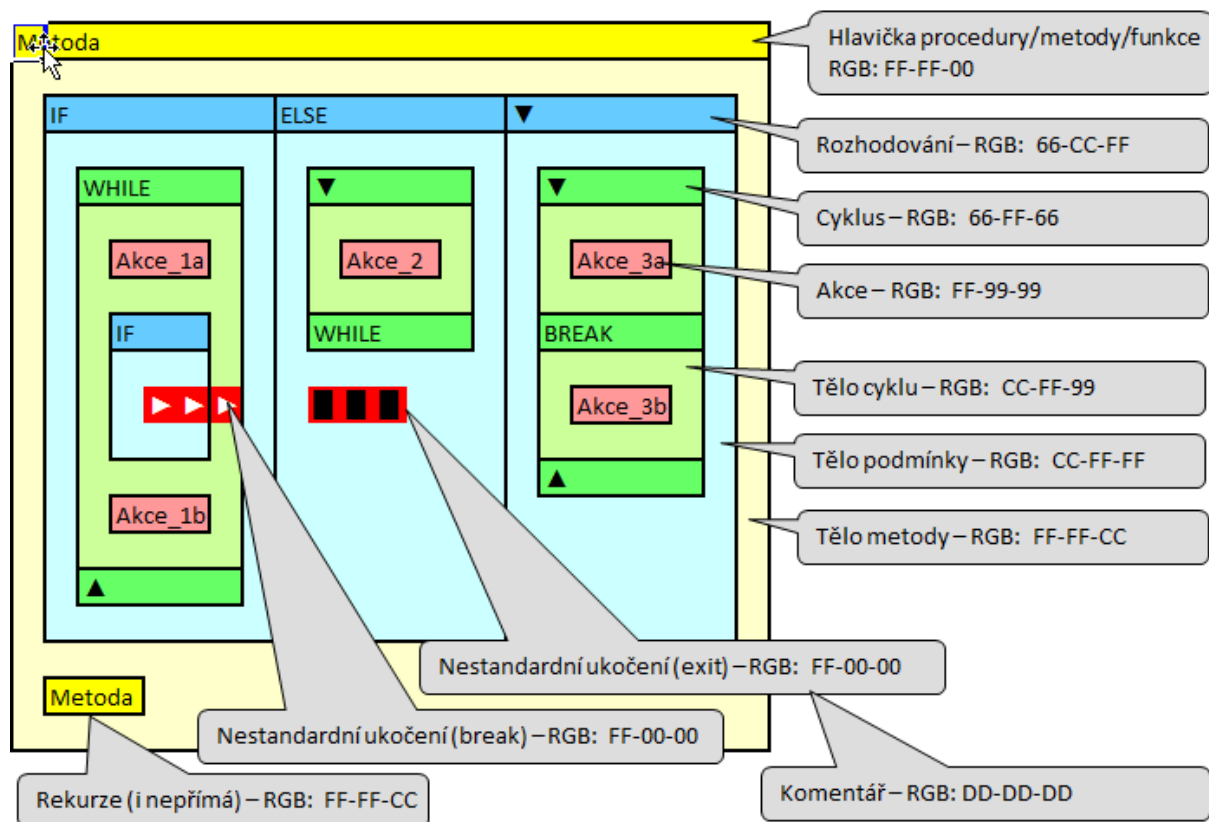 Metoda
Hlavička procedury/metody/funkce
RGB: FF-FF-00
IF
ELSE
▼
Rozhodování – RGB: 66-CC-FF
WHILE
▼
▼
Cyklus – RGB: 66-FF-66
Akce_1a
Akce_2
Akce_3a
Akce – RGB: FF-99-99
IF
WHILE
BREAK
Tělo cyklu – RGB: CC-FF-99
Akce_3b
Tělo podmínky – RGB: CC-FF-FF
▲
Akce_1b
Tělo metody – RGB: FF-FF-CC
▲
Nestandardní ukočení (exit) – RGB: FF-00-00
Metoda
Nestandardní ukočení (break) – RGB: FF-00-00
Rekurze (i nepřímá) – RGB: FF-FF-CC
Komentář – RGB: DD-DD-DD